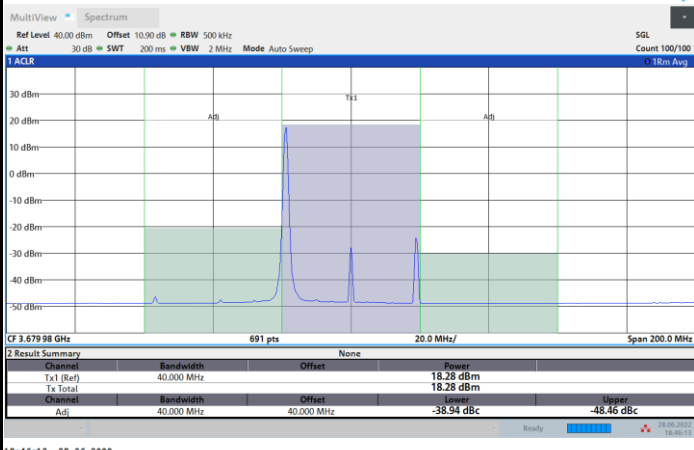 MultiView Spectrum
Ref Level 40.00 dBm Offset 10.90 dB RBW 500 kHz SGL
Att 30 dB SWT 200 ms VBW 2 MHz Mode Auto Sweep Count 100/100
1 ACLR 1Rm Avg
Tx1
Adj Adj
30 dBm
20 dBm
10 dBm
0 dBm
-10 dBm
-20 dBm
-30 dBm
-40 dBm
-50 dBm
CF 3.67998 GHz 691 pts 20.0 MHz/ Span 200.0 MHz
2 Result Summary None
Channel Bandwidth Offset Power
Tx1 (Ref) 40.000 MHz 18.28 dBm
Tx Total 18.28 dBm
Channel Bandwidth Offset Lower Upper
Adj 40.000 MHz 40.000 MHz -38.94 dBc -48.46 dBc
Ready 28.06.2022
18:46:13